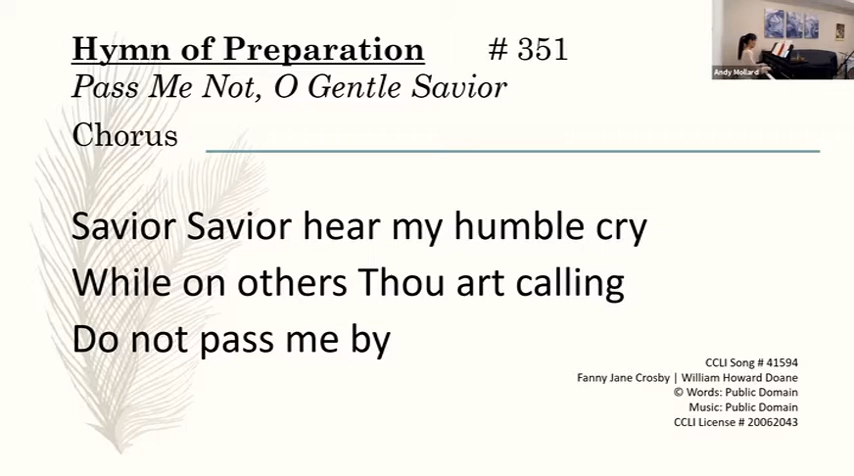 Hymn of Preparation # 351
Pass Me Not, O Gentle Savior
Chorus
Savior Savior hear my humble cry
While on others Thou art calling
Do not pass me by
CCLI Song # 41594
Fanny Jane Crosby | William Howard Doane
© Words: Public Domain
Music: Public Domain
CCLI License # 20062043
Andy Mollard